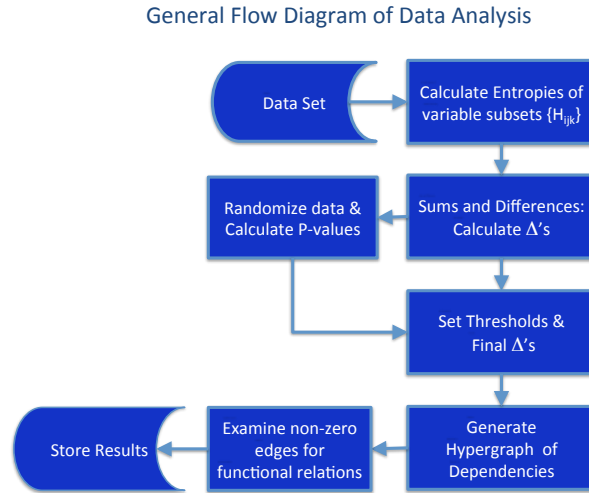 General Flow Diagram of Data Analysis
Data Set
Calculate Entropies of
variable subsets {H_ijk}
Randomize data &
Calculate P-values
Sums and Differences:
Calculate Δ's
Set Thresholds &
Final Δ's
Store Results
Examine non-zero
edges for
functional relations
Generate
Hypergraph of
Dependencies